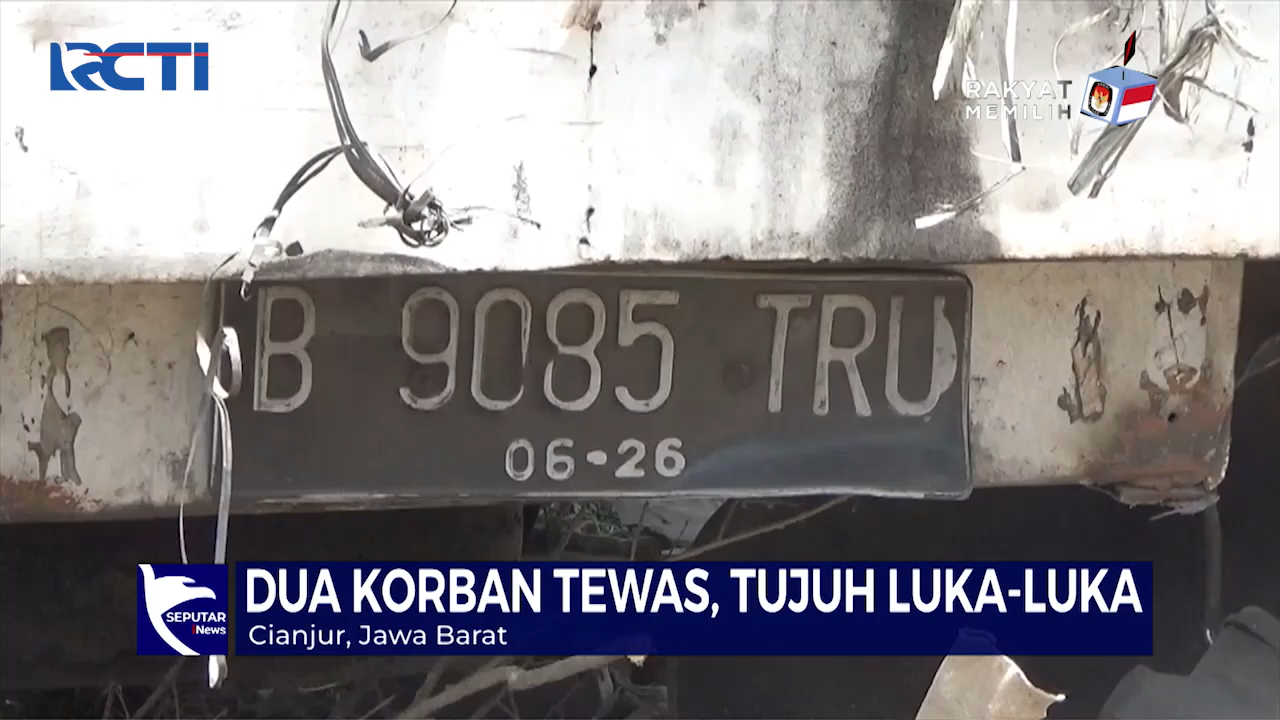 RCTI
RAKYAT
MEMILIH
B 9085 TRU
06-26
SEPUTAR
iNews
DUA KORBAN TEWAS, TUJUH LUKA-LUKA
Cianjur, Jawa Barat